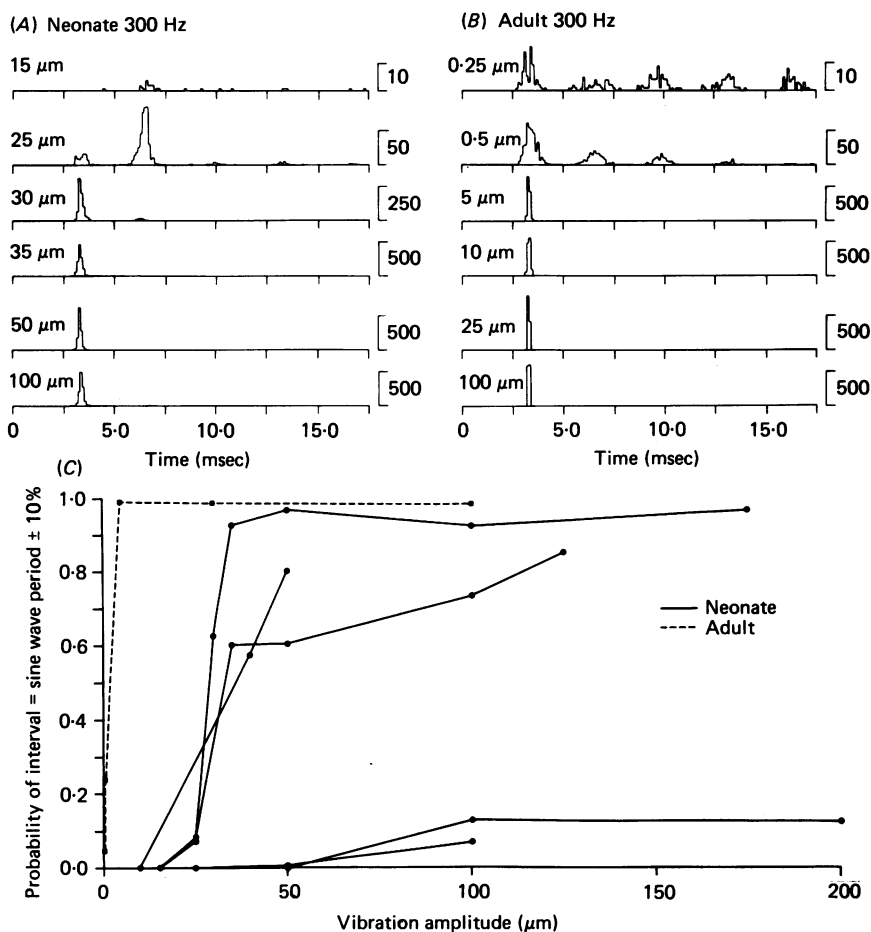 (A) Neonate 300 Hz
15 μm
10
25 μm
50
30 μm
250
35 μm
500
50 μm
500
100 μm
500
0 5·0 10·0 15·0
Time (msec)
(B) Adult 300 Hz
0·25 μm
10
0·5 μm
50
5 μm
500
10 μm
500
25 μm
500
100 μm
500
0 5·0 10·0 15·0
Time (msec)
(C)
Probability of interval = sine wave period ± 10%
1·0
0·8
0·6
0·4
0·2
0·0
Neonate
Adult
0 50 100 150 200
Vibration amplitude (μm)